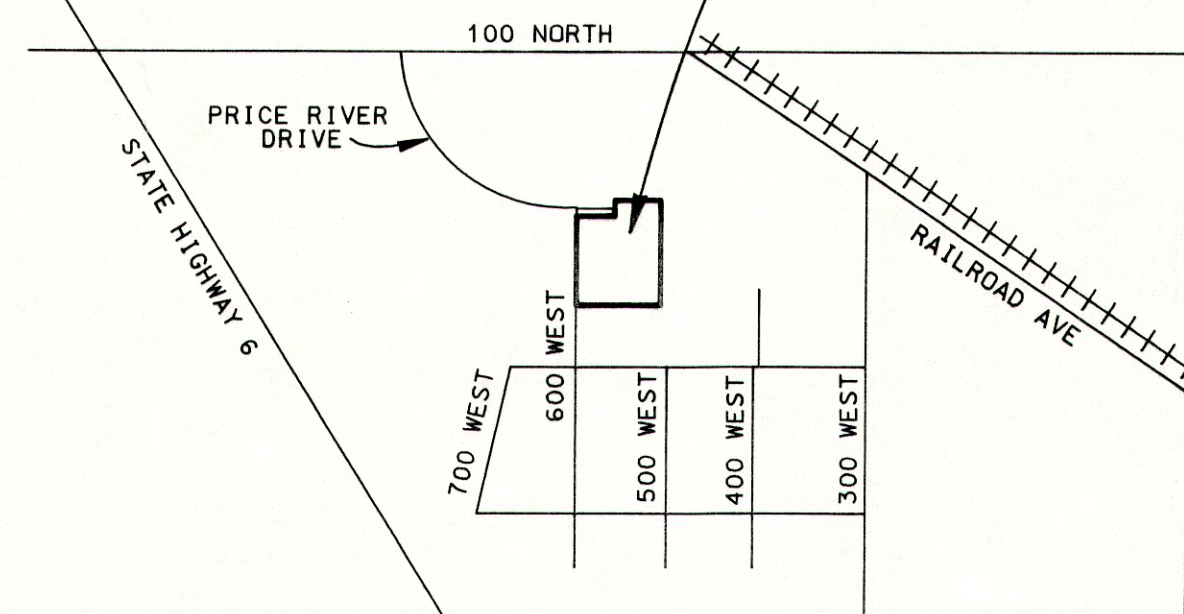 100 NORTH
PRICE RIVER
DRIVE
STATE HIGHWAY 6
RAILROAD AVE
700 WEST
600 WEST
500 WEST
400 WEST
300 WEST